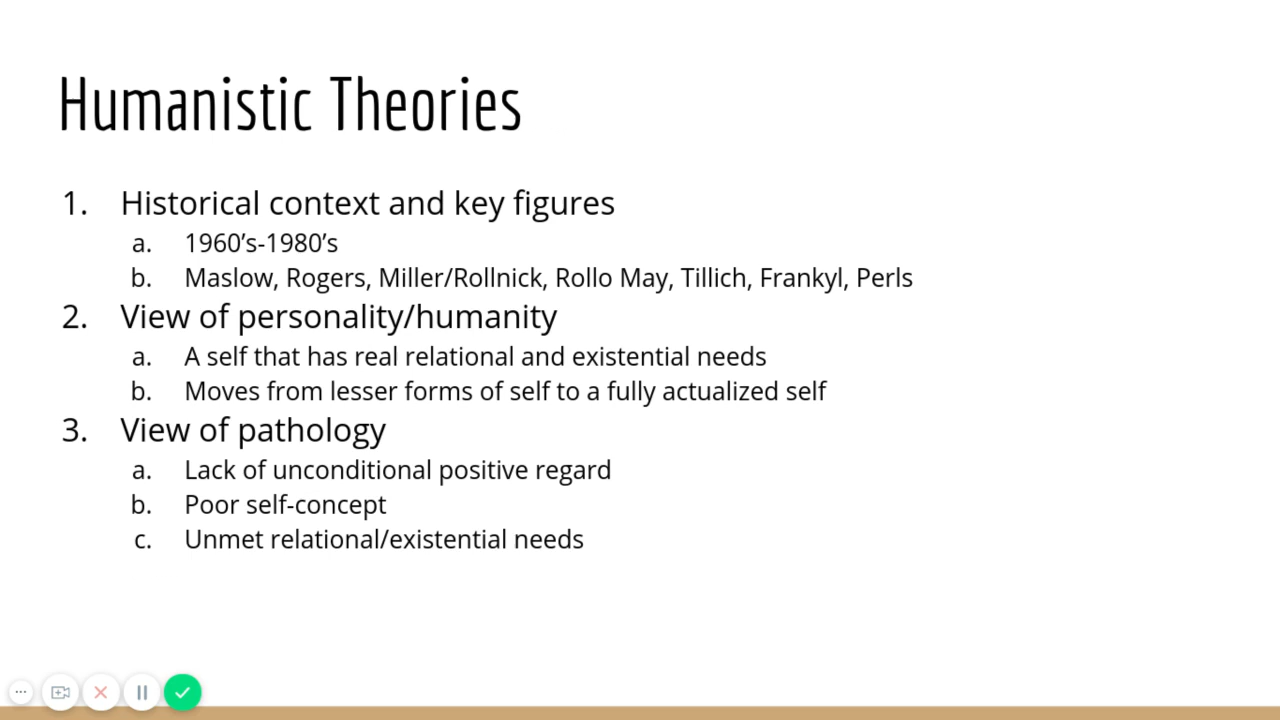 Humanistic Theories
1. Historical context and key figures
a. 1960’s-1980’s
b. Maslow, Rogers, Miller/Rollnick, Rollo May, Tillich, Frankyl, Perls
2. View of personality/humanity
a. A self that has real relational and existential needs
b. Moves from lesser forms of self to a fully actualized self
3. View of pathology
a. Lack of unconditional positive regard
b. Poor self-concept
c. Unmet relational/existential needs